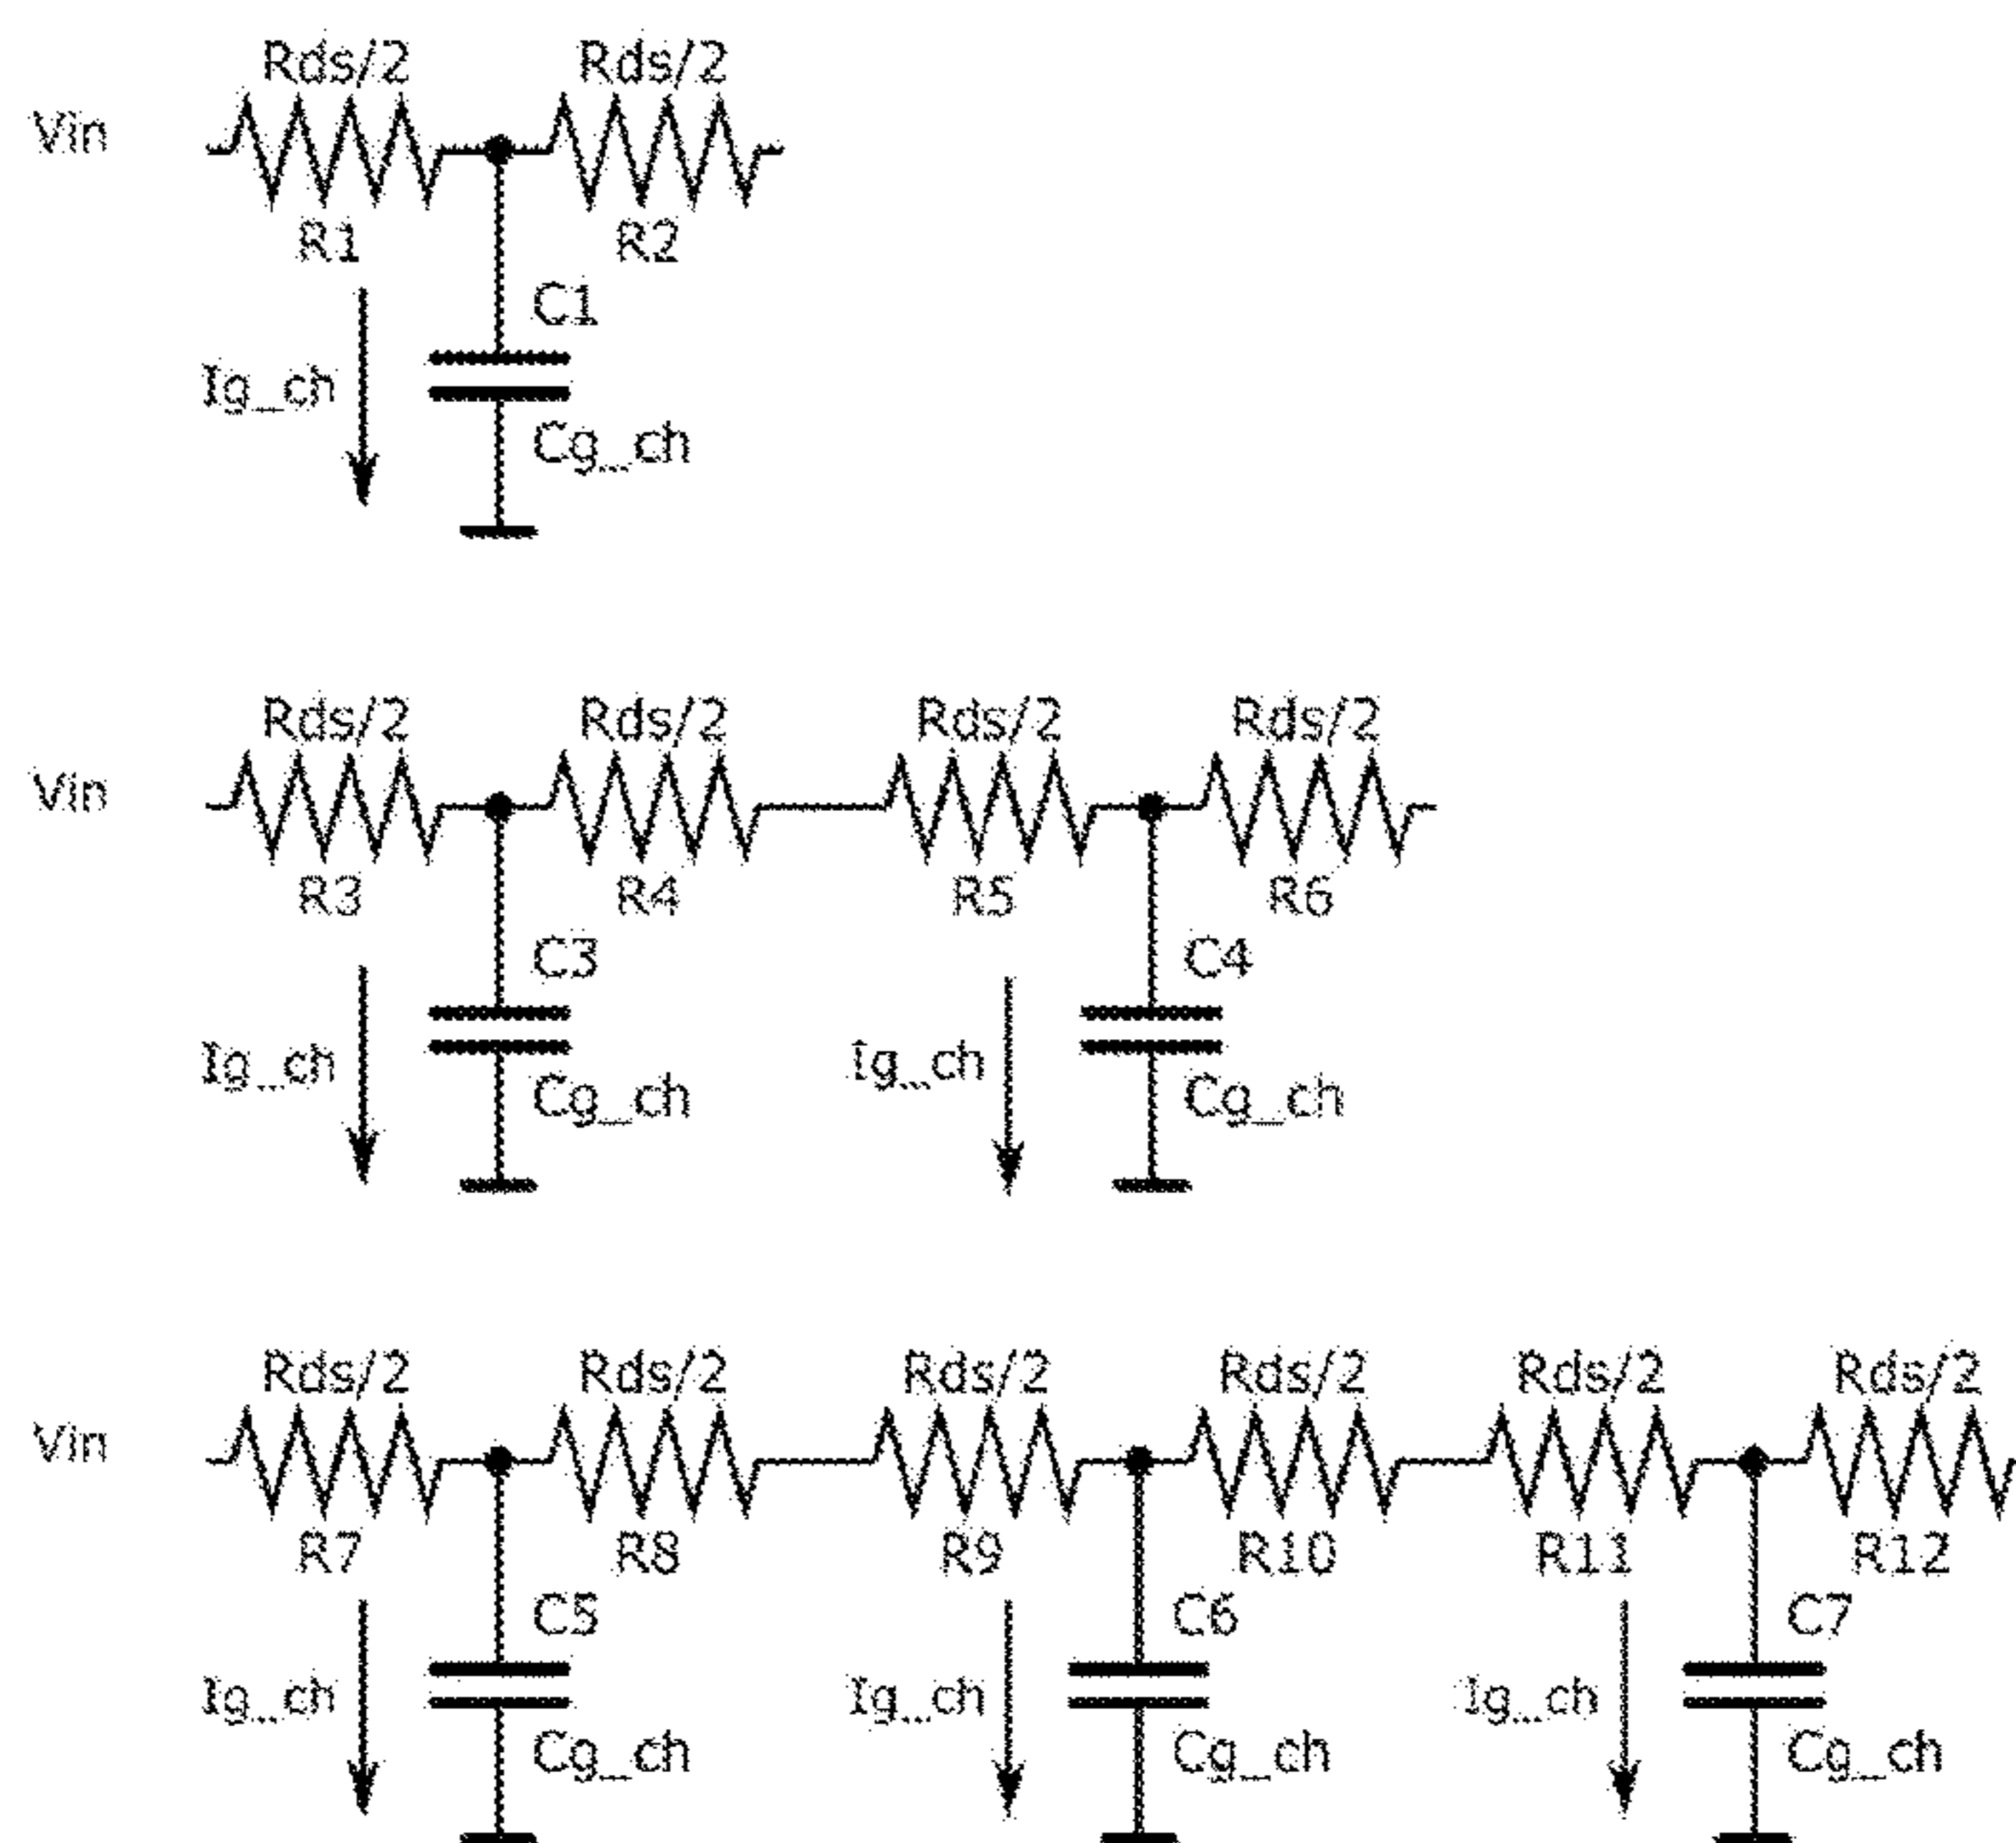 Rds/2 Rds/2
Vin
R1 R2
C1
Ig_ch
Cg_ch
Rds/2 Rds/2 Rds/2 Rds/2
Vin
R3 R4 R5 R6
C3 C4
Ig_ch Ig_ch
Cg_ch Cg_ch
Rds/2 Rds/2 Rds/2 Rds/2 Rds/2 Rds/2
Vin
R7 R8 R9 R10 R11 R12
C5 C6 C7
Ig_ch Ig_ch Ig_ch
Cg_ch Cg_ch Cg_ch